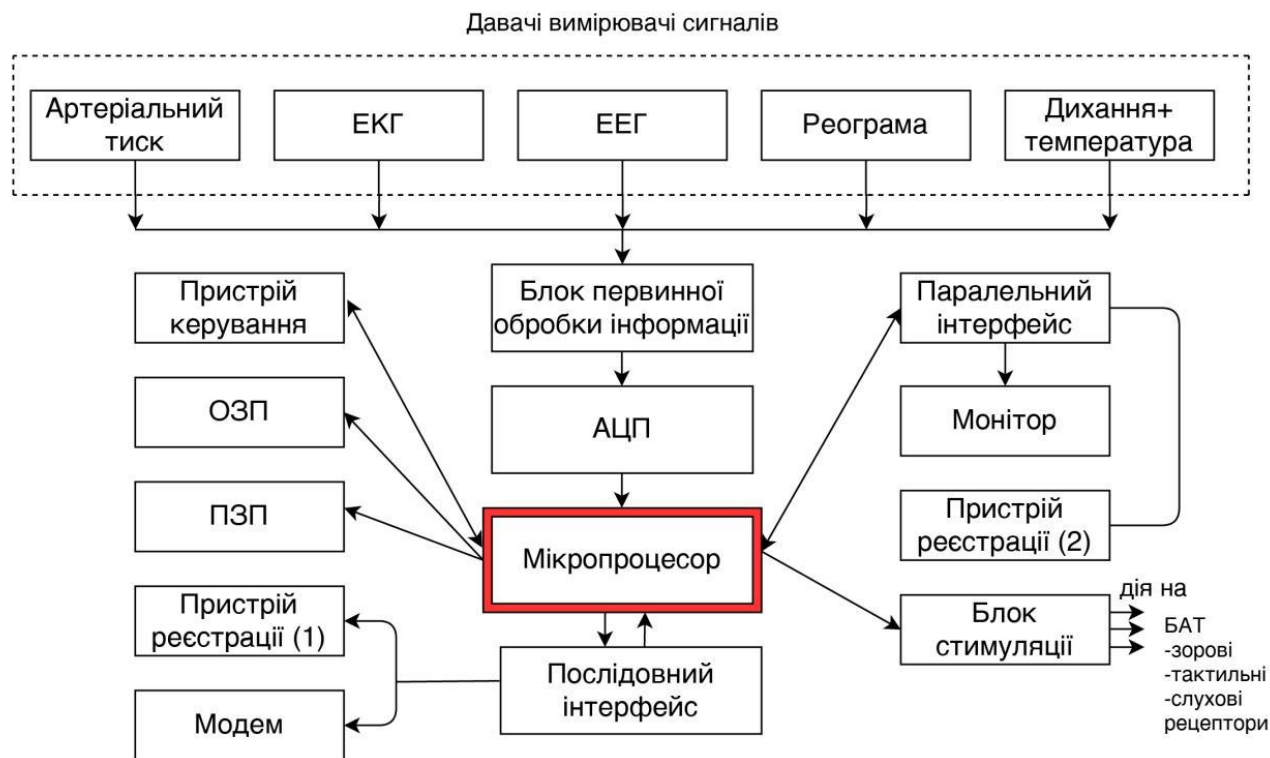 Давачі вимірювачі сигналів
Артеріальний
тиск
ЕКГ
ЕЕГ
Реограма
Дихання+
температура
Пристрій
керування
Блок первинної
обробки інформації
Паралельний
інтерфейс
ОЗП
АЦП
Монітор
ПЗП
Мікропроцесор
Пристрій
реєстрації (2)
Пристрій
реєстрації (1)
Послідовний
інтерфейс
Блок
стимуляції
дія на
БАТ
-зорові
-тактильні
-слухові
рецептори
Модем